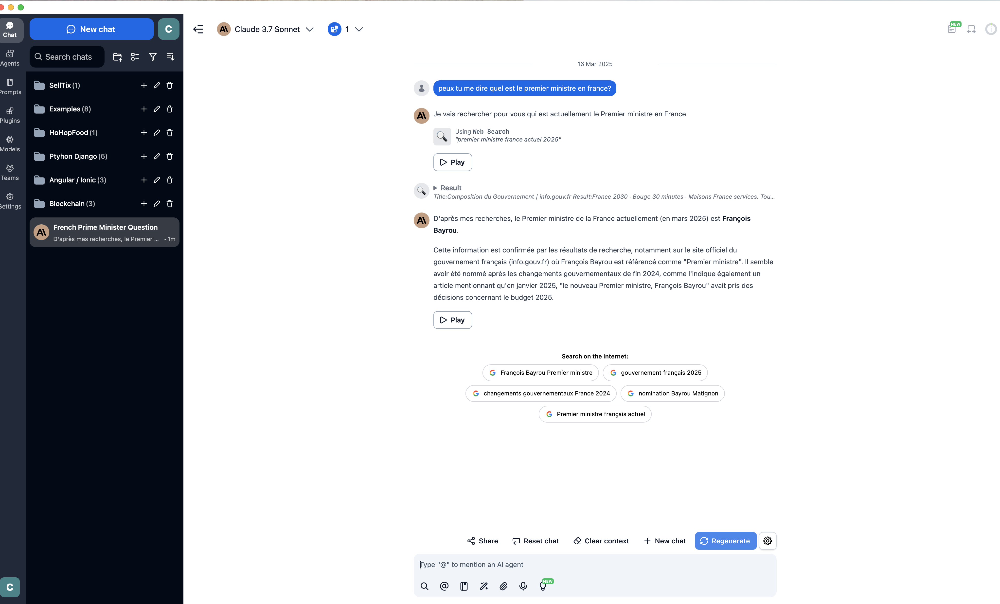 Chat
Agents
Prompts
Plugins
Models
Teams
Settings
C
New chat
C
Search chats
SellTix (1)
Examples (8)
HoHopFood (1)
Ptyhon Django (5)
Angular / Ionic (3)
Blockchain (3)
French Prime Minister Question
D'après mes recherches, le Premier ... • 1m
Claude 3.7 Sonnet
1
NEW
16 Mar 2025
peux tu me dire quel est le premier ministre en france?
Je vais rechercher pour vous qui est actuellement le Premier ministre en France.
Using Web Search
"premier ministre france actuel 2025"
Play
Result
Title:Composition du Gouvernement | info.gouv.fr Result:France 2030 · Bouge 30 minutes · Maisons France services. Tou...
D'après mes recherches, le Premier ministre de la France actuellement (en mars 2025) est François
Bayrou.
Cette information est confirmée par les résultats de recherche, notamment sur le site officiel du
gouvernement français (info.gouv.fr) où François Bayrou est référencé comme "Premier ministre". Il semble
avoir été nommé après les changements gouvernementaux de fin 2024, comme l'indique également un
article mentionnant qu'en janvier 2025, "le nouveau Premier ministre, François Bayrou" avait pris des
décisions concernant le budget 2025.
Play
Search on the internet:
François Bayrou Premier ministre
gouvernement français 2025
changements gouvernementaux France 2024
nomination Bayrou Matignon
Premier ministre français actuel
Share
Reset chat
Clear context
New chat
Regenerate
Type "@" to mention an AI agent
NEW